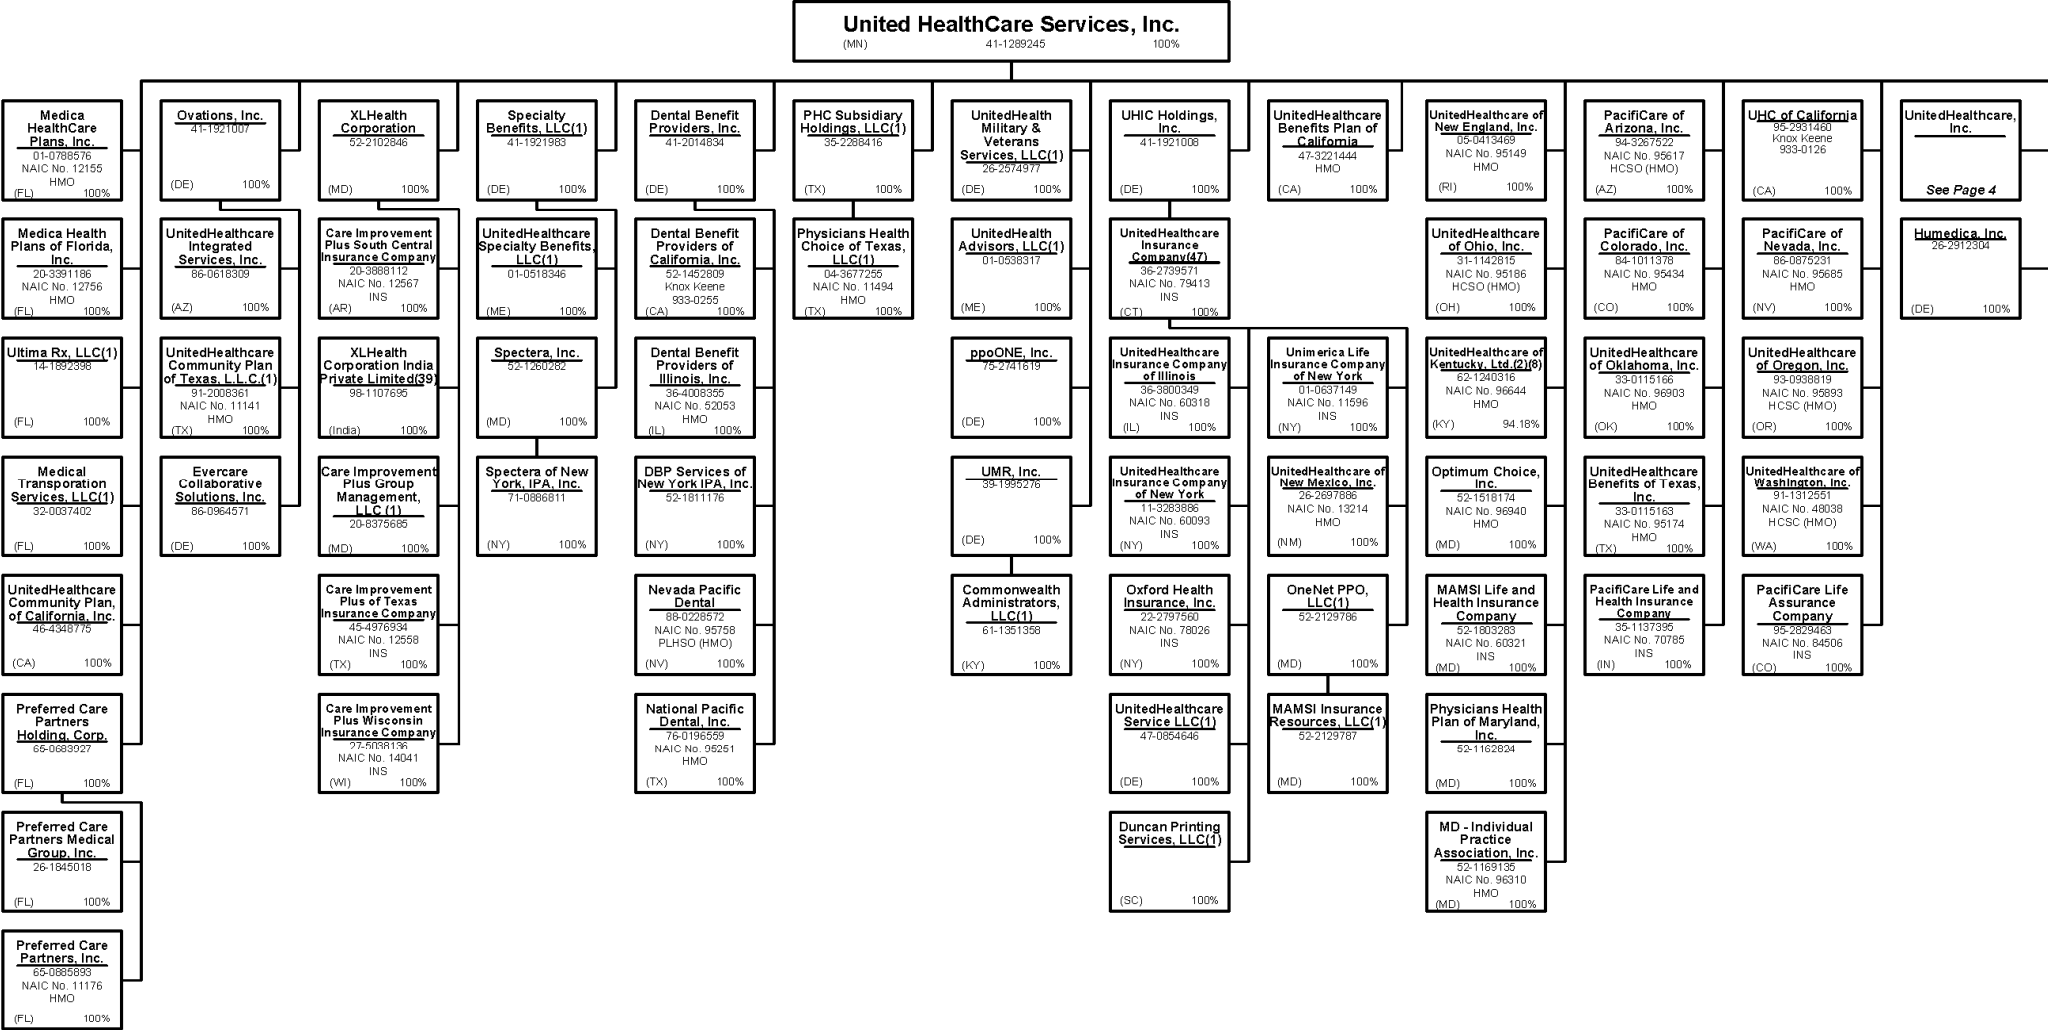 United HealthCare Services, Inc.
(MN) 41-1289245 100%
Medica
HealthCare
Plans, Inc.
01-0788576
NAIC No. 12155
HMO
(FL) 100%
Medica Health
Plans of Florida,
Inc.
20-3391186
NAIC No. 12756
HMO
(FL) 100%
Ultima Rx, LLC(1)
14-1892398
(FL) 100%
Medical
Transporation
Services, LLC(1)
32-0037402
(FL) 100%
UnitedHealthcare
Community Plan,
of California, Inc.
46-4348775
(CA) 100%
Preferred Care
Partners
Holding, Corp.
65-0683927
(FL) 100%
Preferred Care
Partners Medical
Group, Inc.
26-1845018
(FL) 100%
Preferred Care
Partners, Inc.
65-0885893
NAIC No. 11176
HMO
(FL) 100%
Ovations, Inc.
41-1921007
(DE) 100%
UnitedHealthcare
Integrated
Services, Inc.
86-0618309
(AZ) 100%
UnitedHealthcare
Community Plan
of Texas, L.L.C.(1)
91-2008361
NAIC No. 11141
HMO
(TX) 100%
Evercare
Collaborative
Solutions, Inc.
86-0964571
(DE) 100%
XLHealth
Corporation
52-2102846
(MD) 100%
Care Improvement
Plus South Central
Insurance Company
20-3888112
NAIC No. 12567
INS
(AR) 100%
XLHealth
Corporation India
Private Limited(39)
98-1107695
(India) 100%
Care Improvement
Plus Group
Management,
LLC (1)
20-8375685
(MD) 100%
Care Improvement
Plus of Texas
Insurance Company
45-4976934
NAIC No. 12558
INS
(TX) 100%
Care Improvement
Plus Wisconsin
Insurance Company
27-5038136
NAIC No. 14041
INS
(WI) 100%
Specialty
Benefits, LLC(1)
41-1921983
(DE) 100%
UnitedHealthcare
Specialty Benefits,
LLC(1)
01-0518346
(ME) 100%
Spectera, Inc.
52-1260282
(MD) 100%
Spectera of New
York, IPA, Inc.
71-0886811
(NY) 100%
Dental Benefit
Providers, Inc.
41-2014834
(DE) 100%
Dental Benefit
Providers of
California, Inc.
52-1452809
Knox Keene
933-0255
(CA) 100%
Dental Benefit
Providers of
Illinois, Inc.
36-4008355
NAIC No. 52053
HMO
(IL) 100%
DBP Services of
New York IPA, Inc.
52-1811176
(NY) 100%
Nevada Pacific
Dental
88-0228572
NAIC No. 95758
PLHSO (HMO)
(NV) 100%
National Pacific
Dental, Inc.
76-0196559
NAIC No. 95251
HMO
(TX) 100%
PHC Subsidiary
Holdings, LLC(1)
35-2288416
(TX) 100%
Physicians Health
Choice of Texas,
LLC(1)
04-3677255
NAIC No. 11494
HMO
(TX) 100%
UnitedHealth
Military &
Veterans
Services, LLC(1)
26-2574977
(DE) 100%
UnitedHealth
Advisors, LLC(1)
01-0538317
(ME) 100%
ppoONE, Inc.
75-2741619
(DE) 100%
UMR, Inc.
39-1995276
(DE) 100%
Commonwealth
Administrators,
LLC(1)
61-1351358
(KY) 100%
UHIC Holdings,
Inc.
41-1921008
(DE) 100%
UnitedHealthcare
Insurance
Company(47)
36-2739571
NAIC No. 79413
INS
(CT) 100%
UnitedHealthcare
Insurance Company
of Illinois
36-3800349
NAIC No. 60318
INS
(IL) 100%
UnitedHealthcare
Insurance Company
of New York
11-3283886
NAIC No. 60093
INS
(NY) 100%
Oxford Health
Insurance, Inc.
22-2797560
NAIC No. 78026
INS
(NY) 100%
UnitedHealthcare
Service LLC(1)
47-0854646
(DE) 100%
Duncan Printing
Services, LLC(1)
(SC) 100%
UnitedHealthcare
Benefits Plan of
California
47-3221444
HMO
(CA) 100%
Unimerica Life
Insurance Company
of New York
01-0637149
NAIC No. 11596
INS
(NY) 100%
UnitedHealthcare of
New Mexico, Inc.
26-2697886
NAIC No. 13214
HMO
(NM) 100%
OneNet PPO,
LLC(1)
52-2129786
(MD) 100%
MAMSI Insurance
Resources, LLC(1)
52-2129787
(MD) 100%
UnitedHealthcare of
New England, Inc.
05-0413469
NAIC No. 95149
HMO
(RI) 100%
UnitedHealthcare
of Ohio, Inc.
31-1142815
NAIC No. 95186
HCSO (HMO)
(OH) 100%
UnitedHealthcare of
Kentucky, Ltd.(2)(8)
62-1240316
NAIC No. 96644
HMO
(KY) 94.18%
Optimum Choice,
Inc.
52-1518174
NAIC No. 96940
HMO
(MD) 100%
MAMSI Life and
Health Insurance
Company
52-1803283
NAIC No. 60321
INS
(MD) 100%
Physicians Health
Plan of Maryland,
Inc.
52-1162824
(MD) 100%
MD - Individual
Practice
Association, Inc.
52-1169135
NAIC No. 96310
HMO
(MD) 100%
PacifiCare of
Arizona, Inc.
94-3267522
NAIC No. 95617
HCSO (HMO)
(AZ) 100%
PacifiCare of
Colorado, Inc.
84-1011378
NAIC No. 95434
HMO
(CO) 100%
UnitedHealthcare
of Oklahoma, Inc.
33-0115166
NAIC No. 96903
HMO
(OK) 100%
UnitedHealthcare
Benefits of Texas,
Inc.
33-0115163
NAIC No. 95174
HMO
(TX) 100%
PacifiCare Life and
Health Insurance
Company
35-1137395
NAIC No. 70785
INS
(IN) 100%
UHC of California
95-2931460
Knox Keene
933-0126
(CA) 100%
PacifiCare of
Nevada, Inc.
86-0875231
NAIC No. 95685
HMO
(NV) 100%
UnitedHealthcare
of Oregon, Inc.
93-0938819
NAIC No. 95893
HCSC (HMO)
(OR) 100%
UnitedHealthcare of
Washington, Inc.
91-1312551
NAIC No. 48038
HCSC (HMO)
(WA) 100%
PacifiCare Life
Assurance
Company
95-2829463
NAIC No. 84506
INS
(CO) 100%
UnitedHealthcare,
Inc.
See Page 4
Humedica, Inc.
26-2912304
(DE) 100%